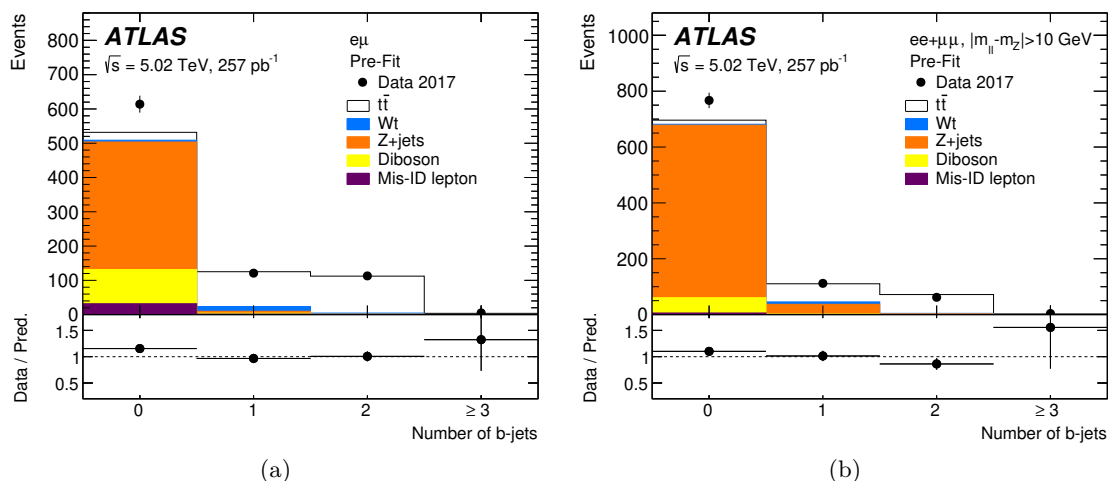 Events
800
700
600
500
400
300
200
100
0
ATLAS
√s = 5.02 TeV, 257 pb⁻¹
eμ
Pre-Fit
Data 2017
tt̄
Wt
Z+jets
Diboson
Mis-ID lepton
Data / Pred.
1.5
1
0.5
0 1 2 ≥ 3
Number of b-jets
(a)
Events
1000
800
600
400
200
0
ATLAS
√s = 5.02 TeV, 257 pb⁻¹
ee+μμ, |m_ll-m_Z|>10 GeV
Pre-Fit
Data 2017
tt̄
Wt
Z+jets
Diboson
Mis-ID lepton
Data / Pred.
1.5
1
0.5
0 1 2 ≥ 3
Number of b-jets
(b)